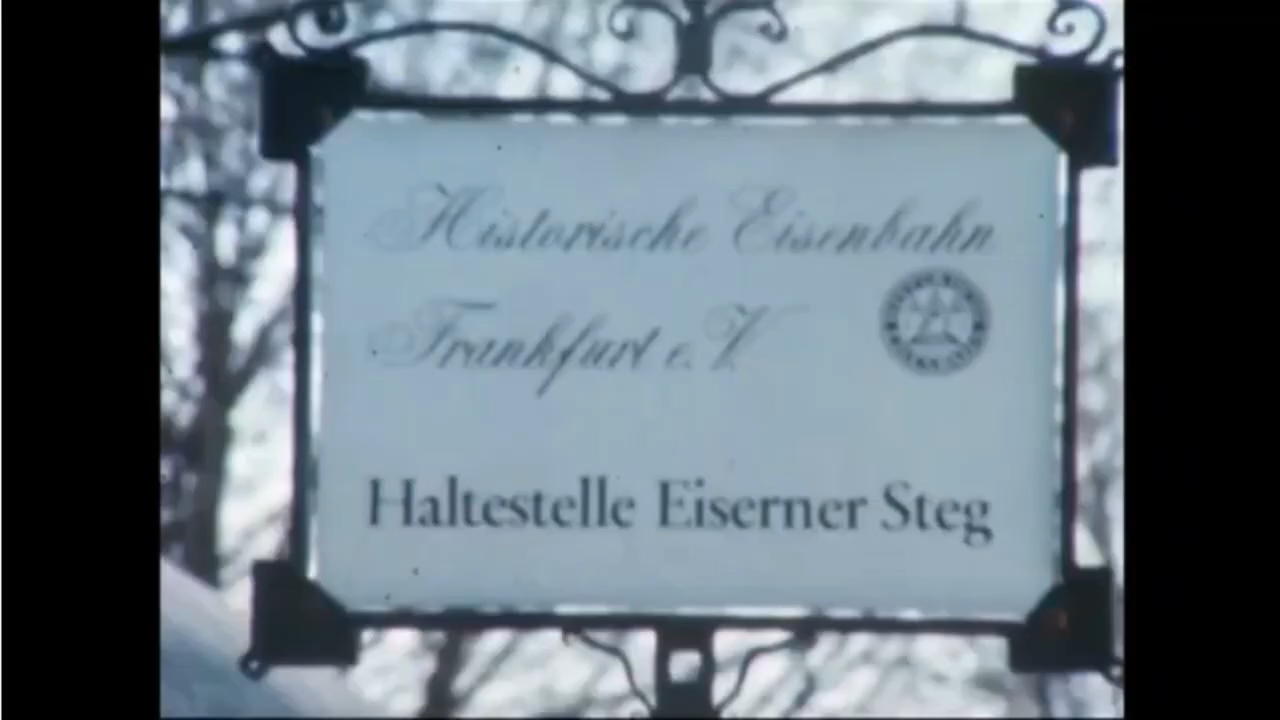 Historische Eisenbahn
Frankfurt e.V.
Haltestelle Eiserner Steg